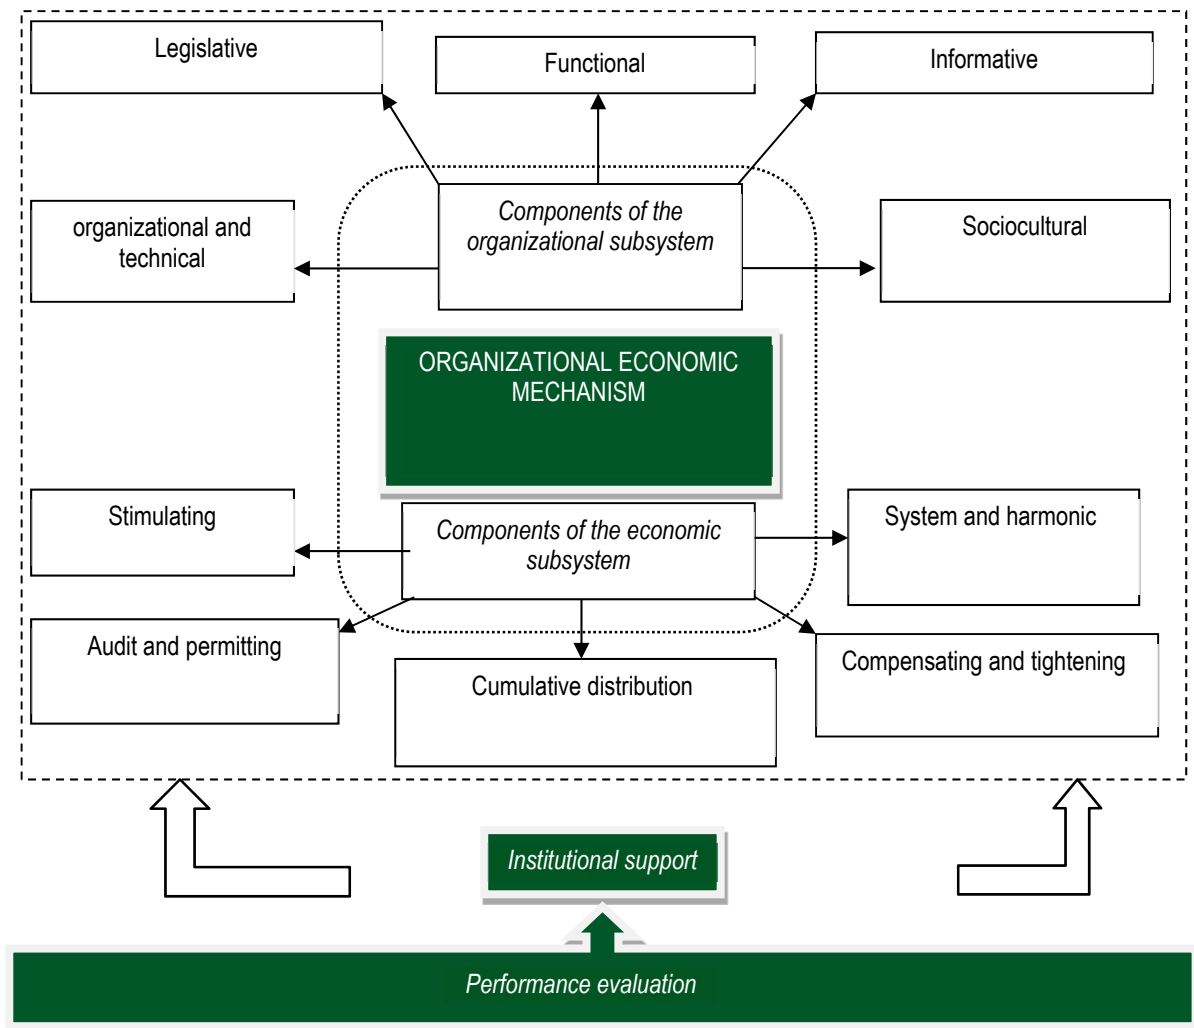 Legislative
Functional
Informative
Components of the
organizational subsystem
organizational and
technical
Sociocultural
ORGANIZATIONAL ECONOMIC
MECHANISM
Stimulating
Components of the economic
subsystem
System and harmonic
Audit and permitting
Cumulative distribution
Compensating and tightening
Institutional support
Performance evaluation